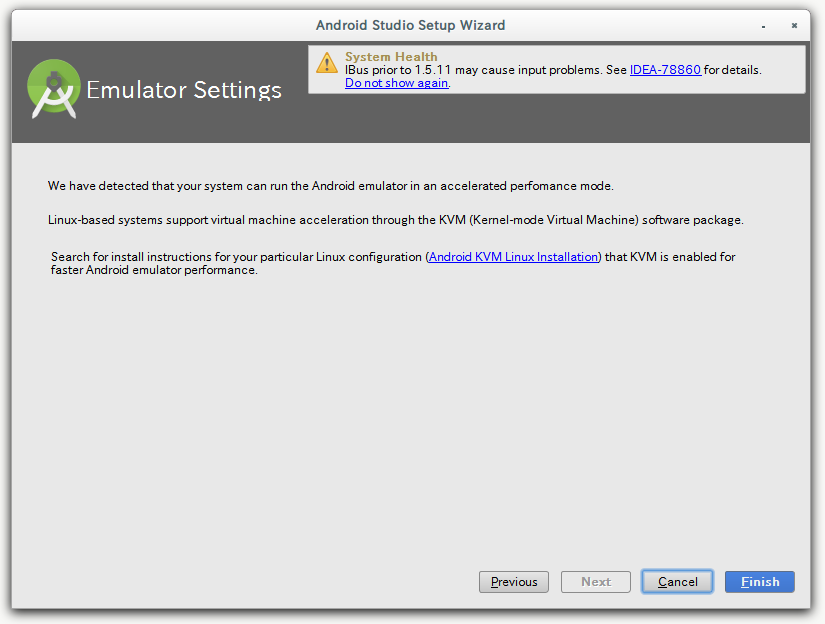 Android Studio Setup Wizard
System Health
IBus prior to 1.5.11 may cause input problems. See IDEA-78860 for details.
Do not show again.
Emulator Settings
We have detected that your system can run the Android emulator in an accelerated perfomance mode.
Linux-based systems support virtual machine acceleration through the KVM (Kernel-mode Virtual Machine) software package.
Search for install instructions for your particular Linux configuration (Android KVM Linux Installation) that KVM is enabled for
faster Android emulator performance.
Previous
Next
Cancel
Finish